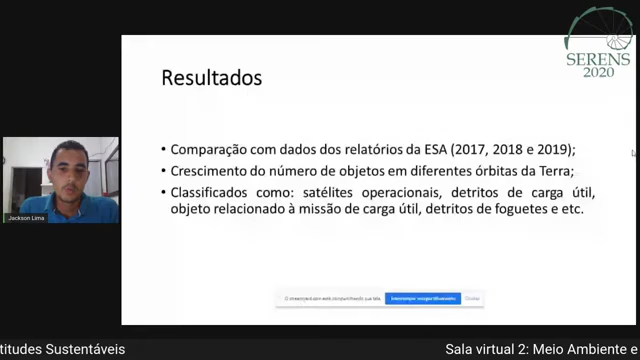 SERENS
2020
Resultados
• Comparação com dados dos relatórios da ESA (2017, 2018 e 2019);
• Crescimento do número de objetos em diferentes órbitas da Terra;
• Classificados como: satélites operacionais, detritos de carga útil,
objeto relacionado à missão de carga útil, detritos de foguetes e etc.
Jackson Lima
titudes Sustentáveis
Sala virtual 2: Meio Ambiente e